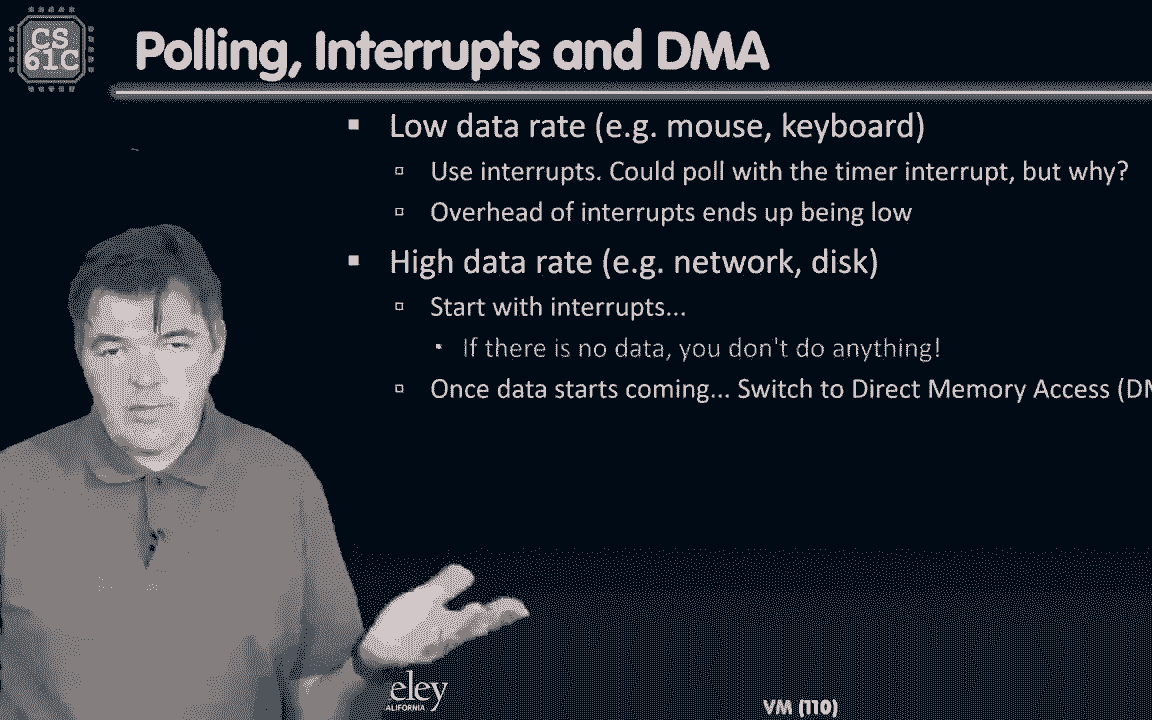 CS
61C
Polling, Interrupts and DMA
Low data rate (e.g. mouse, keyboard)
Use interrupts. Could poll with the timer interrupt, but why?
Overhead of interrupts ends up being low
High data rate (e.g. network, disk)
Start with interrupts...
If there is no data, you don't do anything!
Once data starts coming... Switch to Direct Memory Access (DM
eley
ALIFORNIA
VM (110)